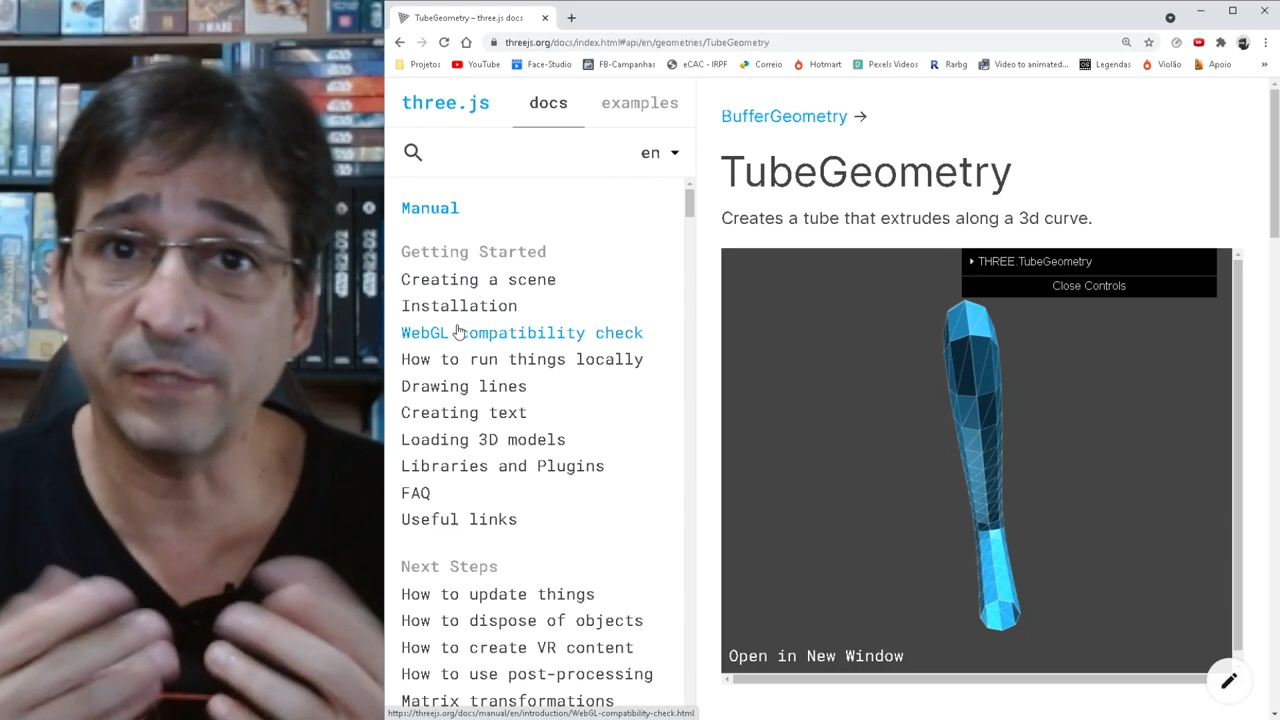 TubeGeometry – three.js docs
threejs.org/docs/index.html#api/en/geometries/TubeGeometry
Projetos YouTube Face-Studio FB-Campanhas eCAC - IRPF Correio Hotmart Pexels Videos Rarbg Video to animated... Legendas Violão Apoio
three.js docs examples
en
Manual
Getting Started
Creating a scene
Installation
WebGL compatibility check
How to run things locally
Drawing lines
Creating text
Loading 3D models
Libraries and Plugins
FAQ
Useful links
Next Steps
How to update things
How to dispose of objects
How to create VR content
How to use post-processing
Matrix transformations
https://threejs.org/docs/manual/en/introduction/WebGL-compatibility-check.html
BufferGeometry →
TubeGeometry
Creates a tube that extrudes along a 3d curve.
THREE.TubeGeometry
Close Controls
Open in New Window